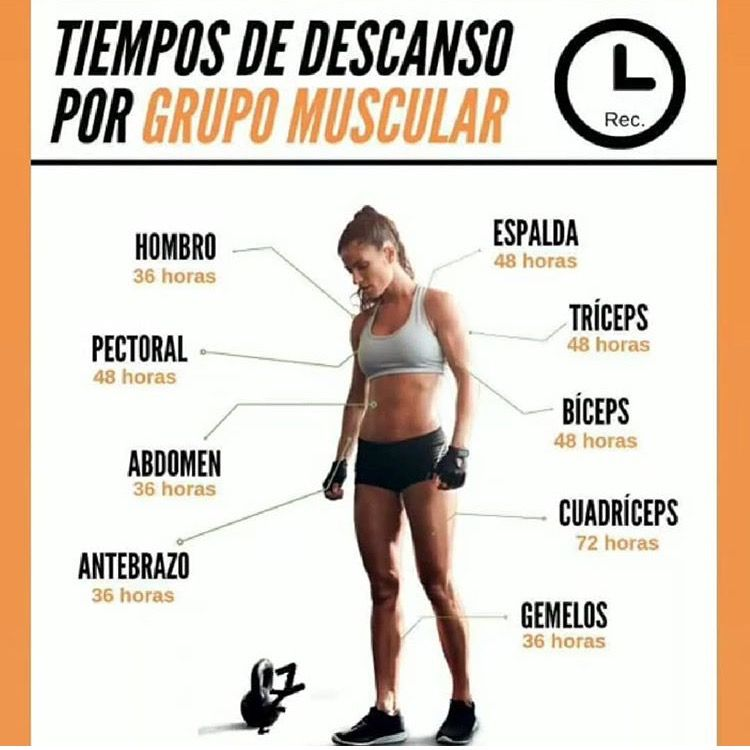 TIEMPOS DE DESCANSO
POR GRUPO MUSCULAR
Rec.
HOMBRO
36 horas
PECTORAL
48 horas
ABDOMEN
36 horas
ANTEBRAZO
36 horas
ESPALDA
48 horas
TRÍCEPS
48 horas
BÍCEPS
48 horas
CUADRÍCEPS
72 horas
GEMELOS
36 horas